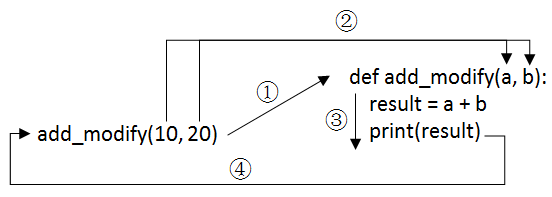 ②
def add_modify(a, b):
①
result = a + b
③
add_modify(10, 20)
print(result)
④